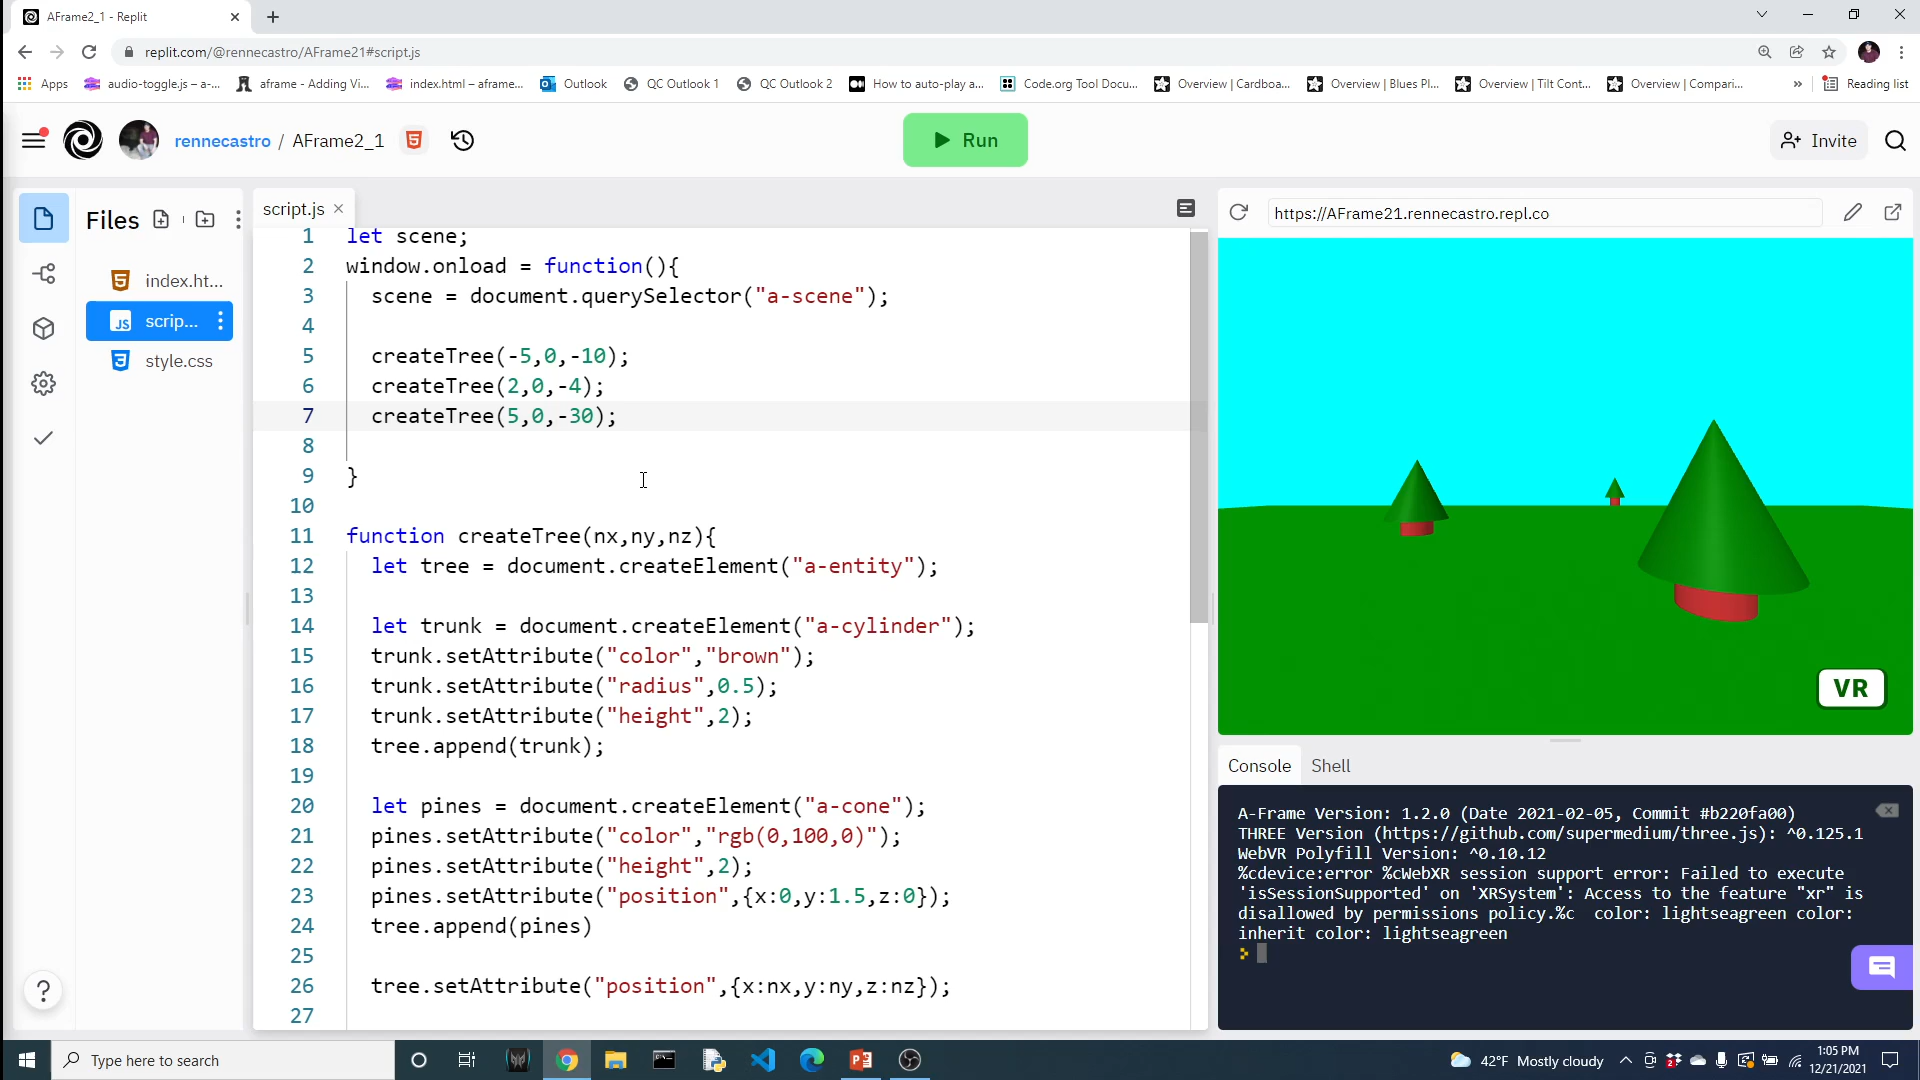 AFrame2_1 - Replit
replit.com/@rennecastro/AFrame21#script.js
Apps audio-toggle.js – a-... aframe - Adding Vi... index.html – aframe... Outlook QC Outlook 1 QC Outlook 2 How to auto-play a... Code.org Tool Docu... Overview | Cardboa... Overview | Blues Pl... Overview | Tilt Cont... Overview | Compari... » Reading list
rennecastro / AFrame2_1 Run Invite
Files
index.ht...
scrip...
style.css
script.js
1 let scene;
2 window.onload = function(){
3 scene = document.querySelector("a-scene");
4
5 createTree(-5,0,-10);
6 createTree(2,0,-4);
7 createTree(5,0,-30);
8
9 }
10
11 function createTree(nx,ny,nz){
12 let tree = document.createElement("a-entity");
13
14 let trunk = document.createElement("a-cylinder");
15 trunk.setAttribute("color","brown");
16 trunk.setAttribute("radius",0.5);
17 trunk.setAttribute("height",2);
18 tree.append(trunk);
19
20 let pines = document.createElement("a-cone");
21 pines.setAttribute("color","rgb(0,100,0)");
22 pines.setAttribute("height",2);
23 pines.setAttribute("position",{x:0,y:1.5,z:0});
24 tree.append(pines)
25
26 tree.setAttribute("position",{x:nx,y:ny,z:nz});
27
https://AFrame21.rennecastro.repl.co
VR
Console Shell
A-Frame Version: 1.2.0 (Date 2021-02-05, Commit #b220fa00)
THREE Version (https://github.com/supermedium/three.js): ^0.125.1
WebVR Polyfill Version: ^0.10.12
%cdevice:error %cWebXR session support error: Failed to execute
'isSessionSupported' on 'XRSystem': Access to the feature "xr" is
disallowed by permissions policy.%c color: lightseagreen color:
inherit color: lightseagreen
Type here to search
42°F Mostly cloudy
1:05 PM
12/21/2021